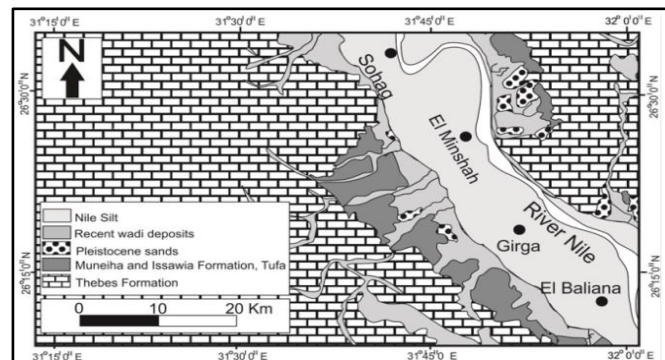 31°15'0"E 31°30'0"E 31°45'0"E 32°0'0"E
N
26°30'0"N
26°30'0"N
Sohag
El Minshah
River Nile
Girga
El Baliana
Nile Silt
Recent wadi deposits
Pleistocene sands
Muneiha and Issawia Formation, Tufa
Thebes Formation
0 10 20 Km
26°15'0"N
26°15'0"N
31°15'0"E 31°30'0"E 31°45'0"E 32°0'0"E